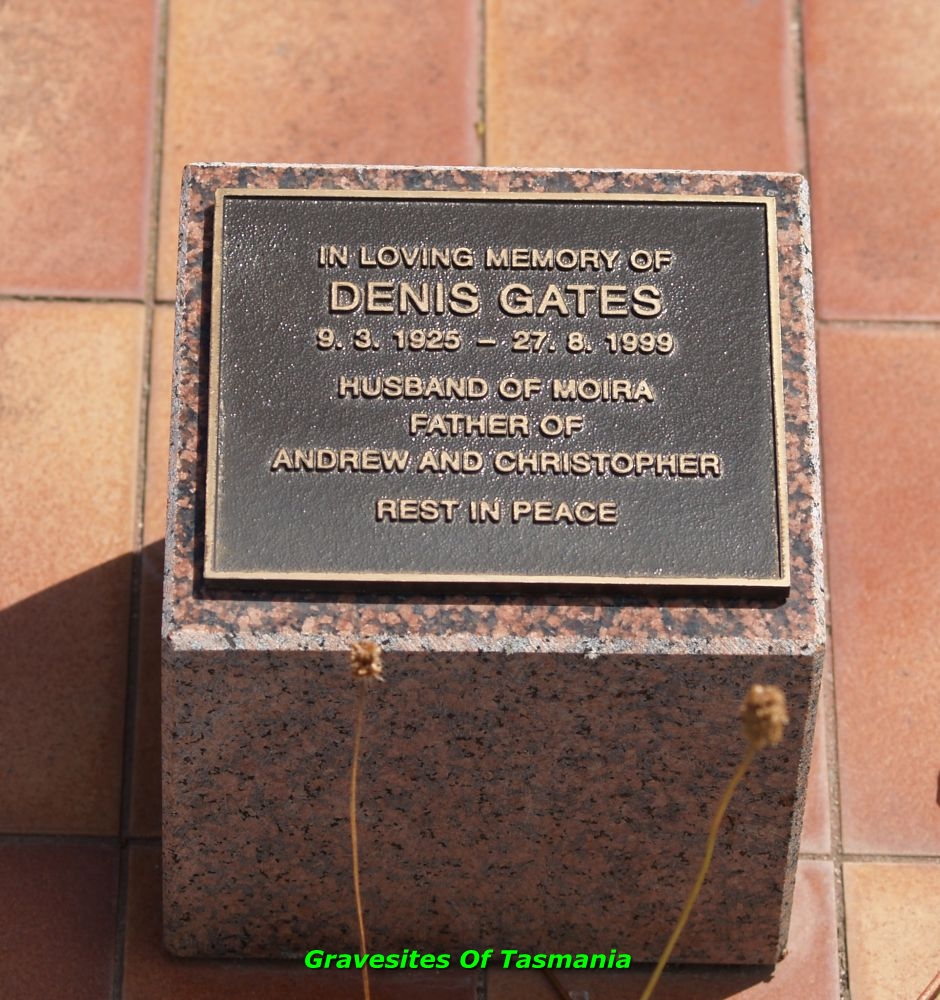 IN LOVING MEMORY OF
DENIS GATES
9. 3. 1925 – 27. 8. 1999
HUSBAND OF MOIRA
FATHER OF
ANDREW AND CHRISTOPHER
REST IN PEACE
Gravesites Of Tasmania